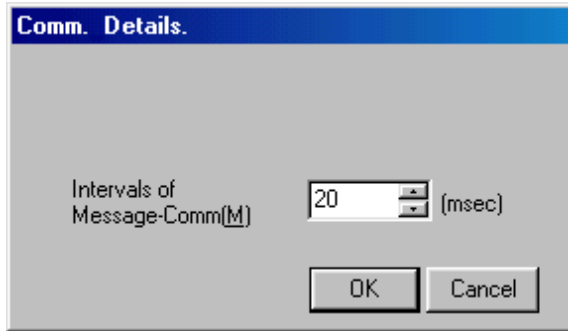 Comm. Details.
Intervals of
Message-Comm(M)
20
(msec)
OK
Cancel